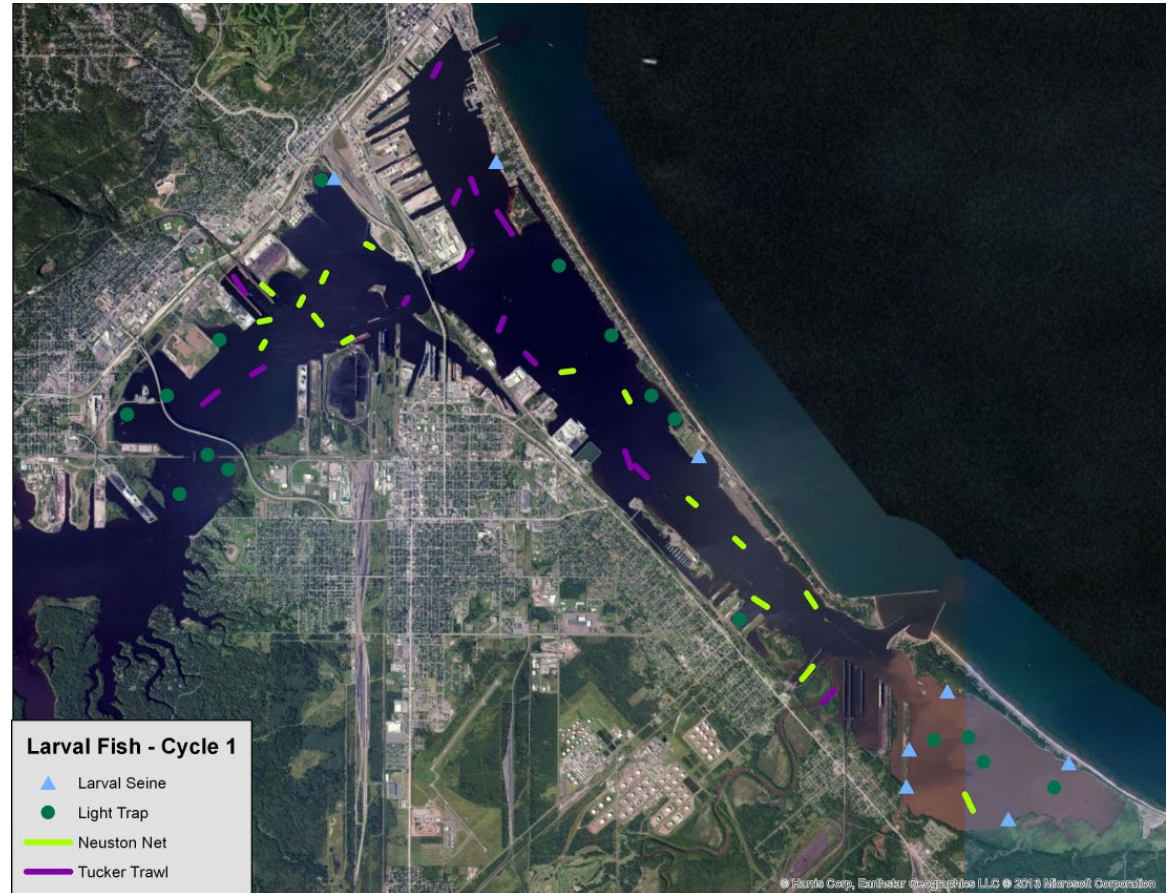 Larval Fish - Cycle 1
Larval Seine
Light Trap
Neuston Net
Tucker Trawl
© Harris Corp, Earthstar Geographics LLC © 2013 Microsoft Corporation